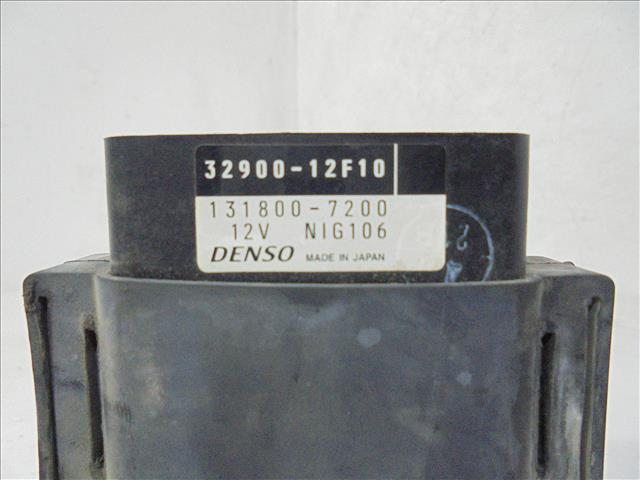 32900-12F10
131800-7200
12V NIG106
DENSO MADE IN JAPAN